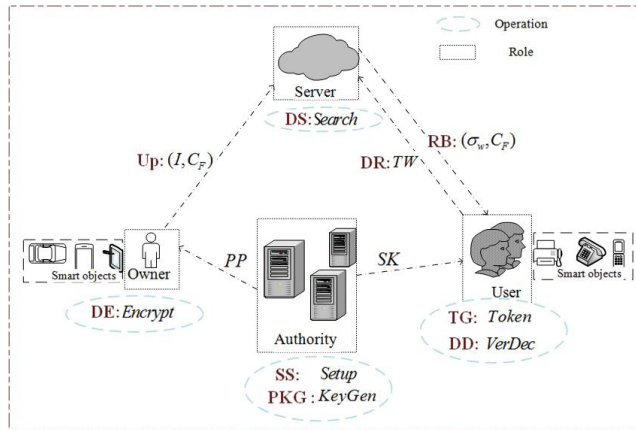 Operation
Role
Server
DS: Search
Up: (I, C_F)
RB: (σ_w, C_F)
DR: TW
Smart objects
Owner
PP
SK
User
Smart objects
DE: Encrypt
Authority
TG: Token
DD: VerDec
SS: Setup
PKG: KeyGen